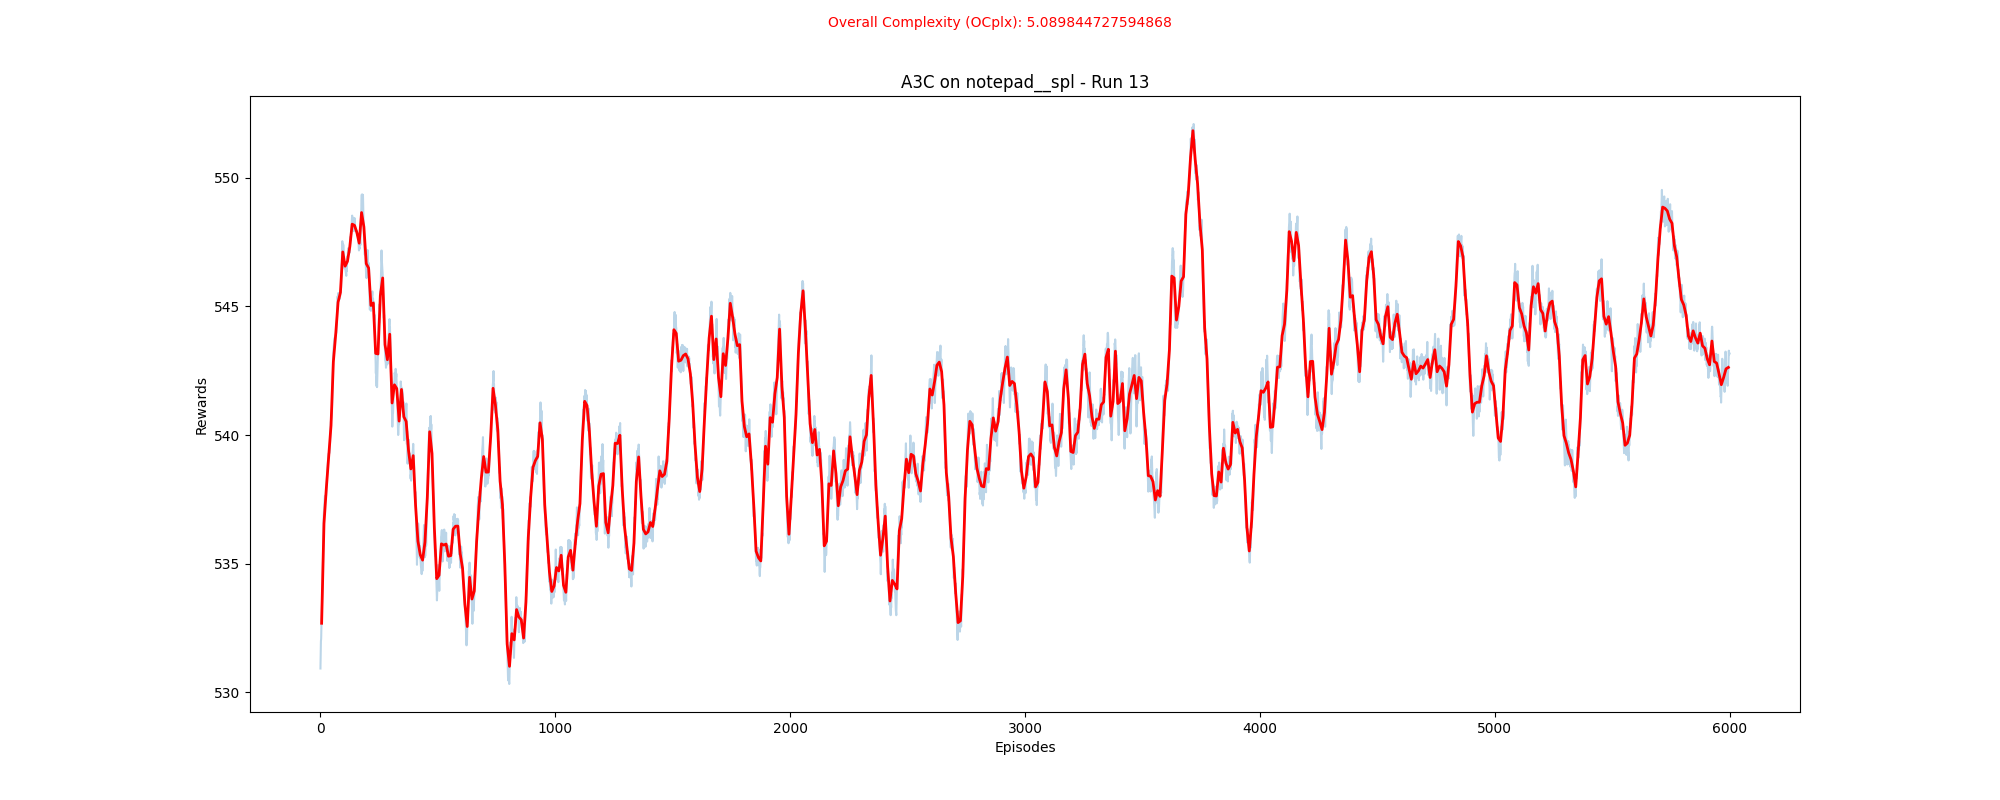 Overall Complexity (OCplx): 5.089844727594868
A3C on notepad__spl - Run 13
Rewards
550
545
540
535
530
0 1000 2000 3000 4000 5000 6000
Episodes